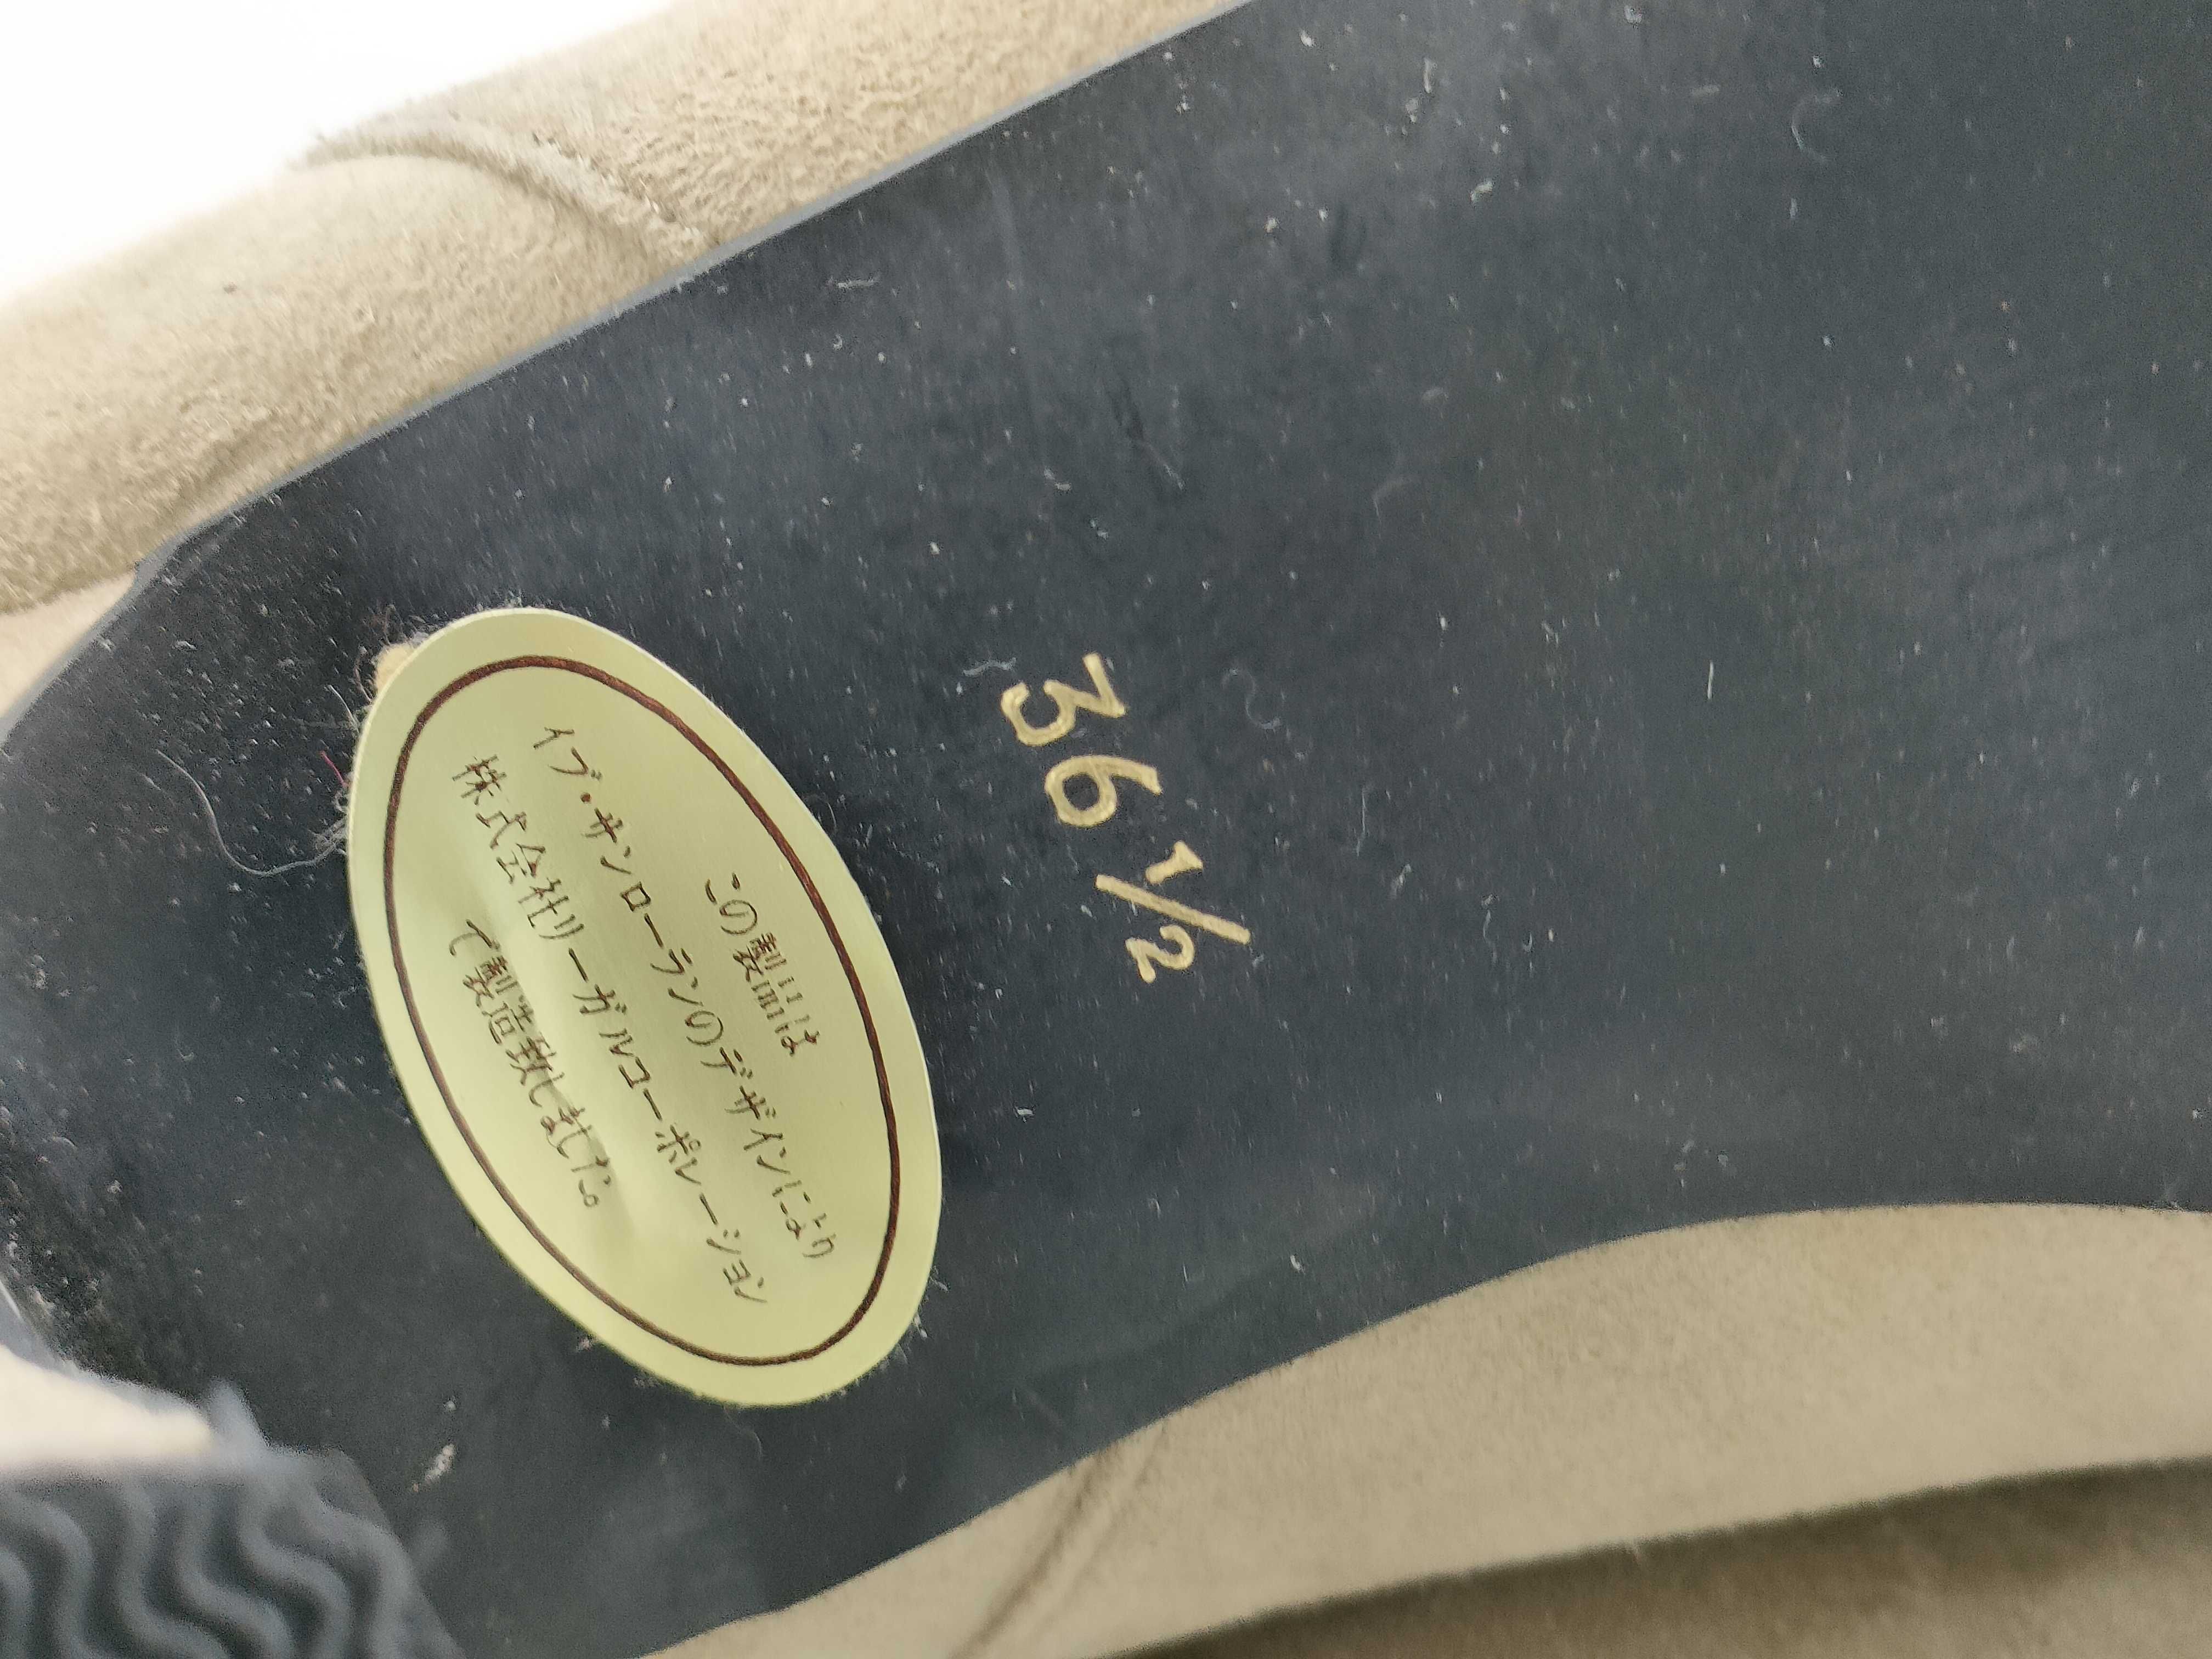 この製品は
イブ・サンローランのデザインにより
株式会社リーガルコーポレーション
で製造致しました。
36 1/2